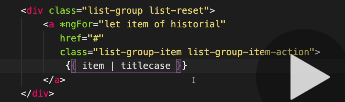 <div class="list-group list-reset">
<a *ngFor="let item of historial"
href="#"
class="list-group-item list-group-item-action">
{{ item | titlecase }}
</a>
</div>